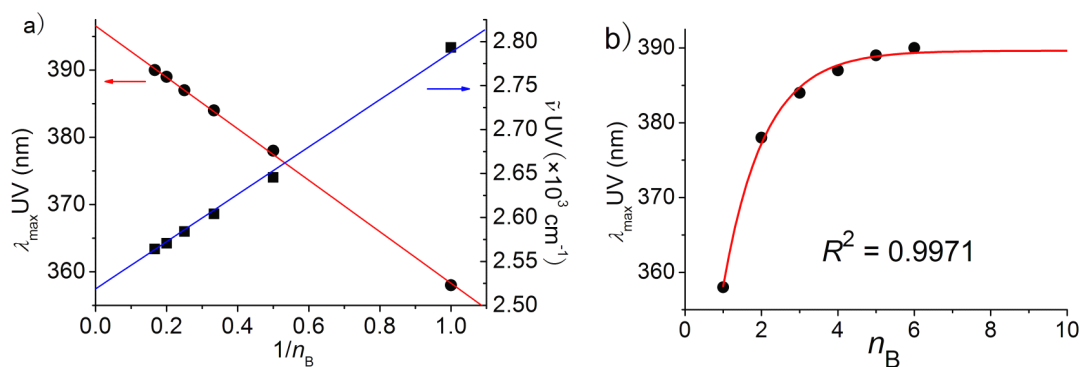 a)
390
380
370
360
λmaxUV (nm)
0.0 0.2 0.4 0.6 0.8 1.0
1/nB
2.80
2.75
2.70
2.65
2.60
2.55
2.50
ν̃ UV (×10³ cm⁻¹)
b)
390
380
370
360
λmaxUV (nm)
R² = 0.9971
0 2 4 6 8 10
nB